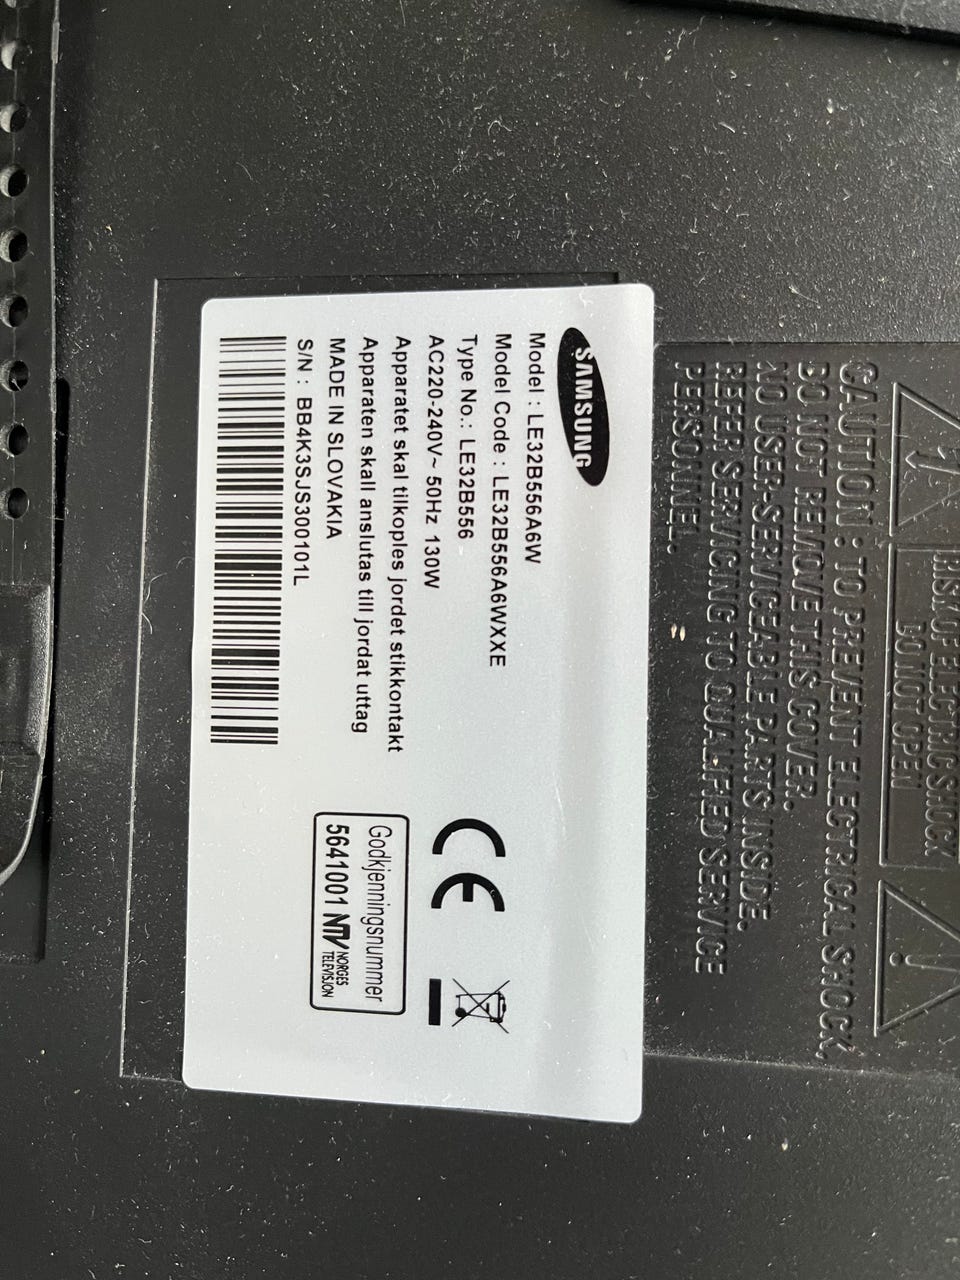 SAMSUNG
Model : LE32B556A6W
Model Code : LE32B556A6WXXE
Type No.: LE32B556
AC220-240V~ 50Hz 130W
Apparatet skal tilkoples jordet stikkontakt
Apparaten skall anslutas till jordat uttag
MADE IN SLOVAKIA
S/N : BB4K3SJS300101L
CE
Godkjenningsnummer
5641001 NTV NORGES
TELEVISJON
RISK OF ELECTRIC SHOCK
DO NOT OPEN
CAUTION : TO PREVENT ELECTRICAL SHOCK,
DO NOT REMOVE THIS COVER.
NO USER-SERVICEABLE PARTS INSIDE.
REFER SERVICING TO QUALIFIED SERVICE
PERSONNEL.